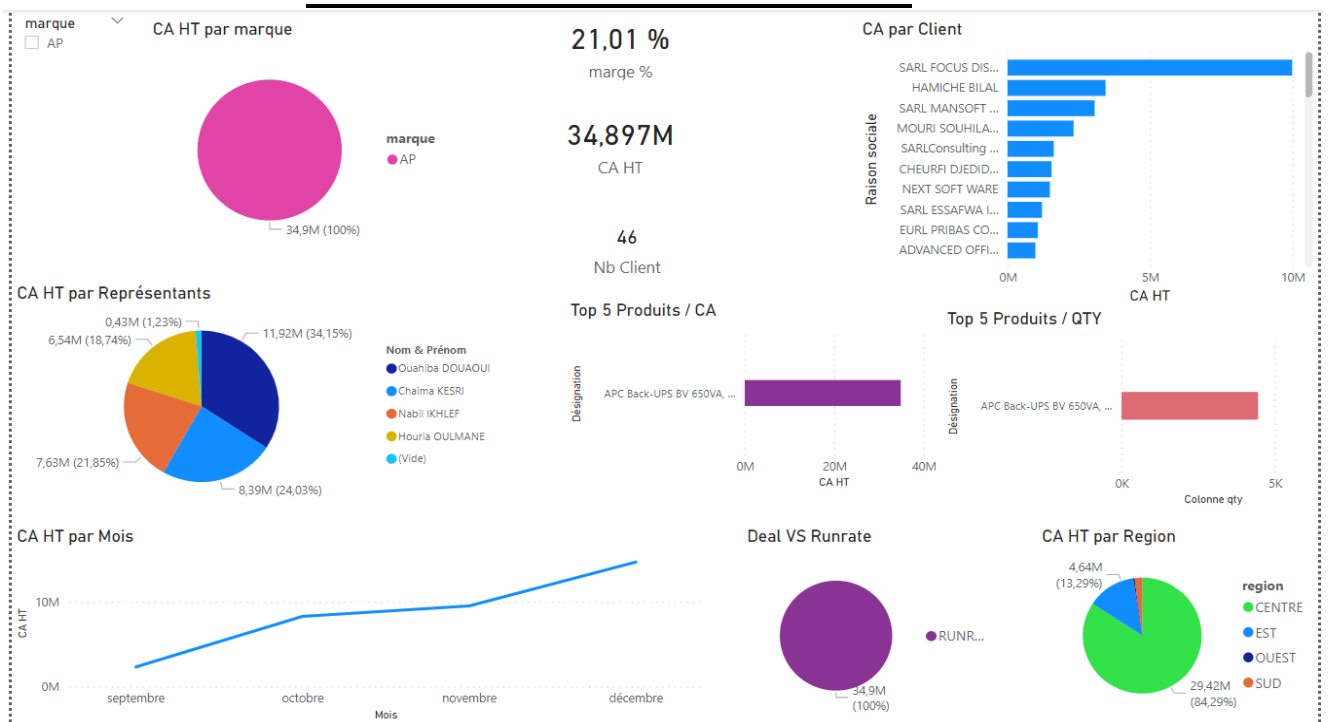 marque
AP
CA HT par marque
marque
AP
34,9M (100%)
21,01 %
marge %
34,897M
CA HT
46
Nb Client
CA par Client
Raison sociale
SARL FOCUS DIS...
HAMICHE BILAL
SARL MANSOFT ...
MOURI SOUHILA...
SARLConsulting ...
CHEURFI DJEDID...
NEXT SOFT WARE
SARL ESSAFWA I...
EURL PRIBAS CO...
ADVANCED OFFI...
0M
5M
10M
CA HT
CA HT par Représentants
0,43M (1,23%)
6,54M (18,74%)
11,92M (34,15%)
7,63M (21,85%)
8,39M (24,03%)
Nom & Prénom
Ouahiba DOUAOUI
Chaima KESRI
Nabil IKHLEF
Houria OULMANE
(Vide)
Top 5 Produits / CA
Désignation
APC Back-UPS BV 650VA, ...
0M
20M
40M
CA HT
Top 5 Produits / QTY
Désignation
APC Back-UPS BV 650VA, ...
0K
5K
Colonne qty
CA HT par Mois
CA HT
10M
0M
septembre
octobre
novembre
décembre
Mois
Deal VS Runrate
RUNR...
34,9M
(100%)
CA HT par Region
4,64M
(13,29%)
29,42M
(84,29%)
region
CENTRE
EST
OUEST
SUD